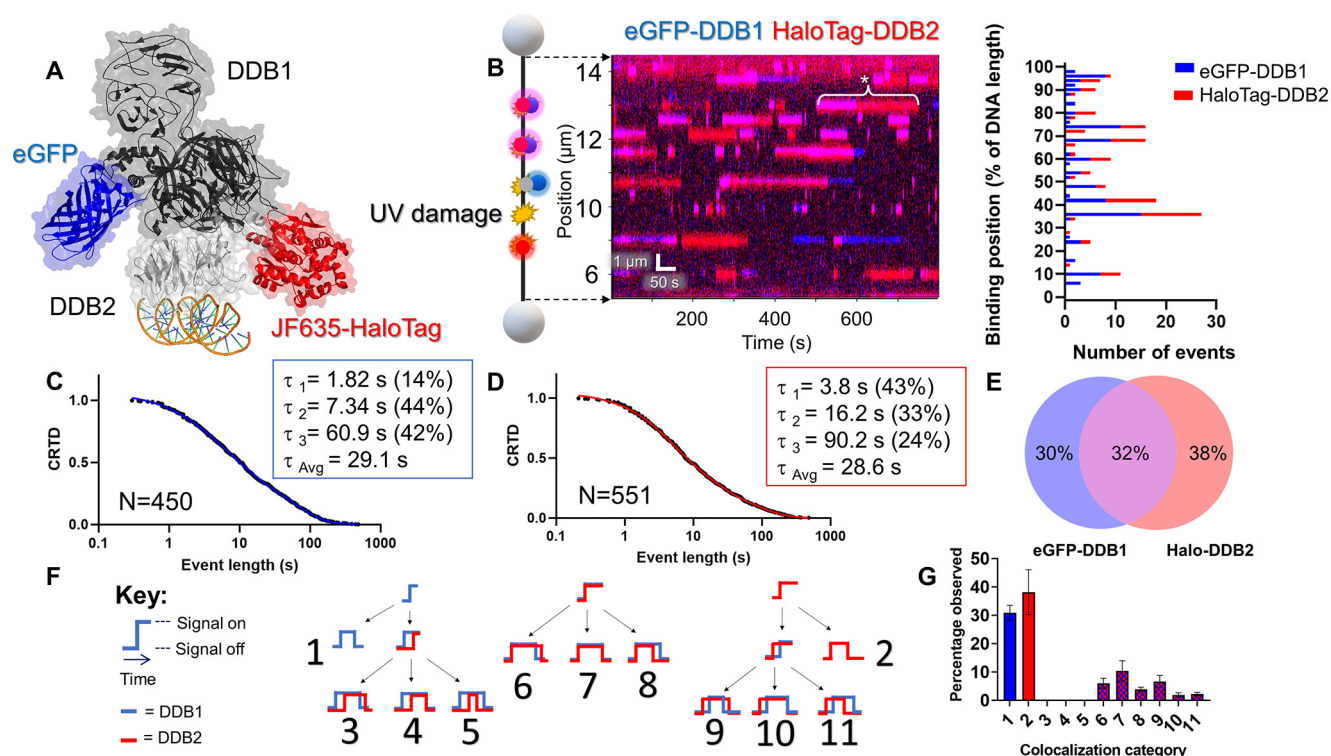 A
DDB1
eGFP
UV damage
DDB2
JF635-HaloTag
B
eGFP-DDB1 HaloTag-DDB2
14
12
10
8
6
Position (µm)
*
1 µm
50 s
200 400 600
Time (s)
100
90
80
70
60
50
40
30
20
10
0
Binding position (% of DNA length)
0 10 20 30
Number of events
eGFP-DDB1
HaloTag-DDB2
C
1.0
0.5
0.0
CRTD
N=450
0.1 1 10 100 1000
Event length (s)
τ 1= 1.82 s (14%)
τ 2= 7.34 s (44%)
τ 3= 60.9 s (42%)
τ Avg = 29.1 s
D
1.0
0.5
0.0
CRTD
N=551
0.1 1 10 100 1000
Event length (s)
τ 1= 3.8 s (43%)
τ 2= 16.2 s (33%)
τ 3= 90.2 s (24%)
τ Avg = 28.6 s
E
30% 32% 38%
eGFP-DDB1 Halo-DDB2
F
Key:
Signal on
Signal off
Time
= DDB1
= DDB2
1
3 4 5
6 7 8
2
9 10 11
G
50
40
30
20
10
0
Percentage observed
1 2 3 4 5 6 7 8 9 10 11
Colocalization category